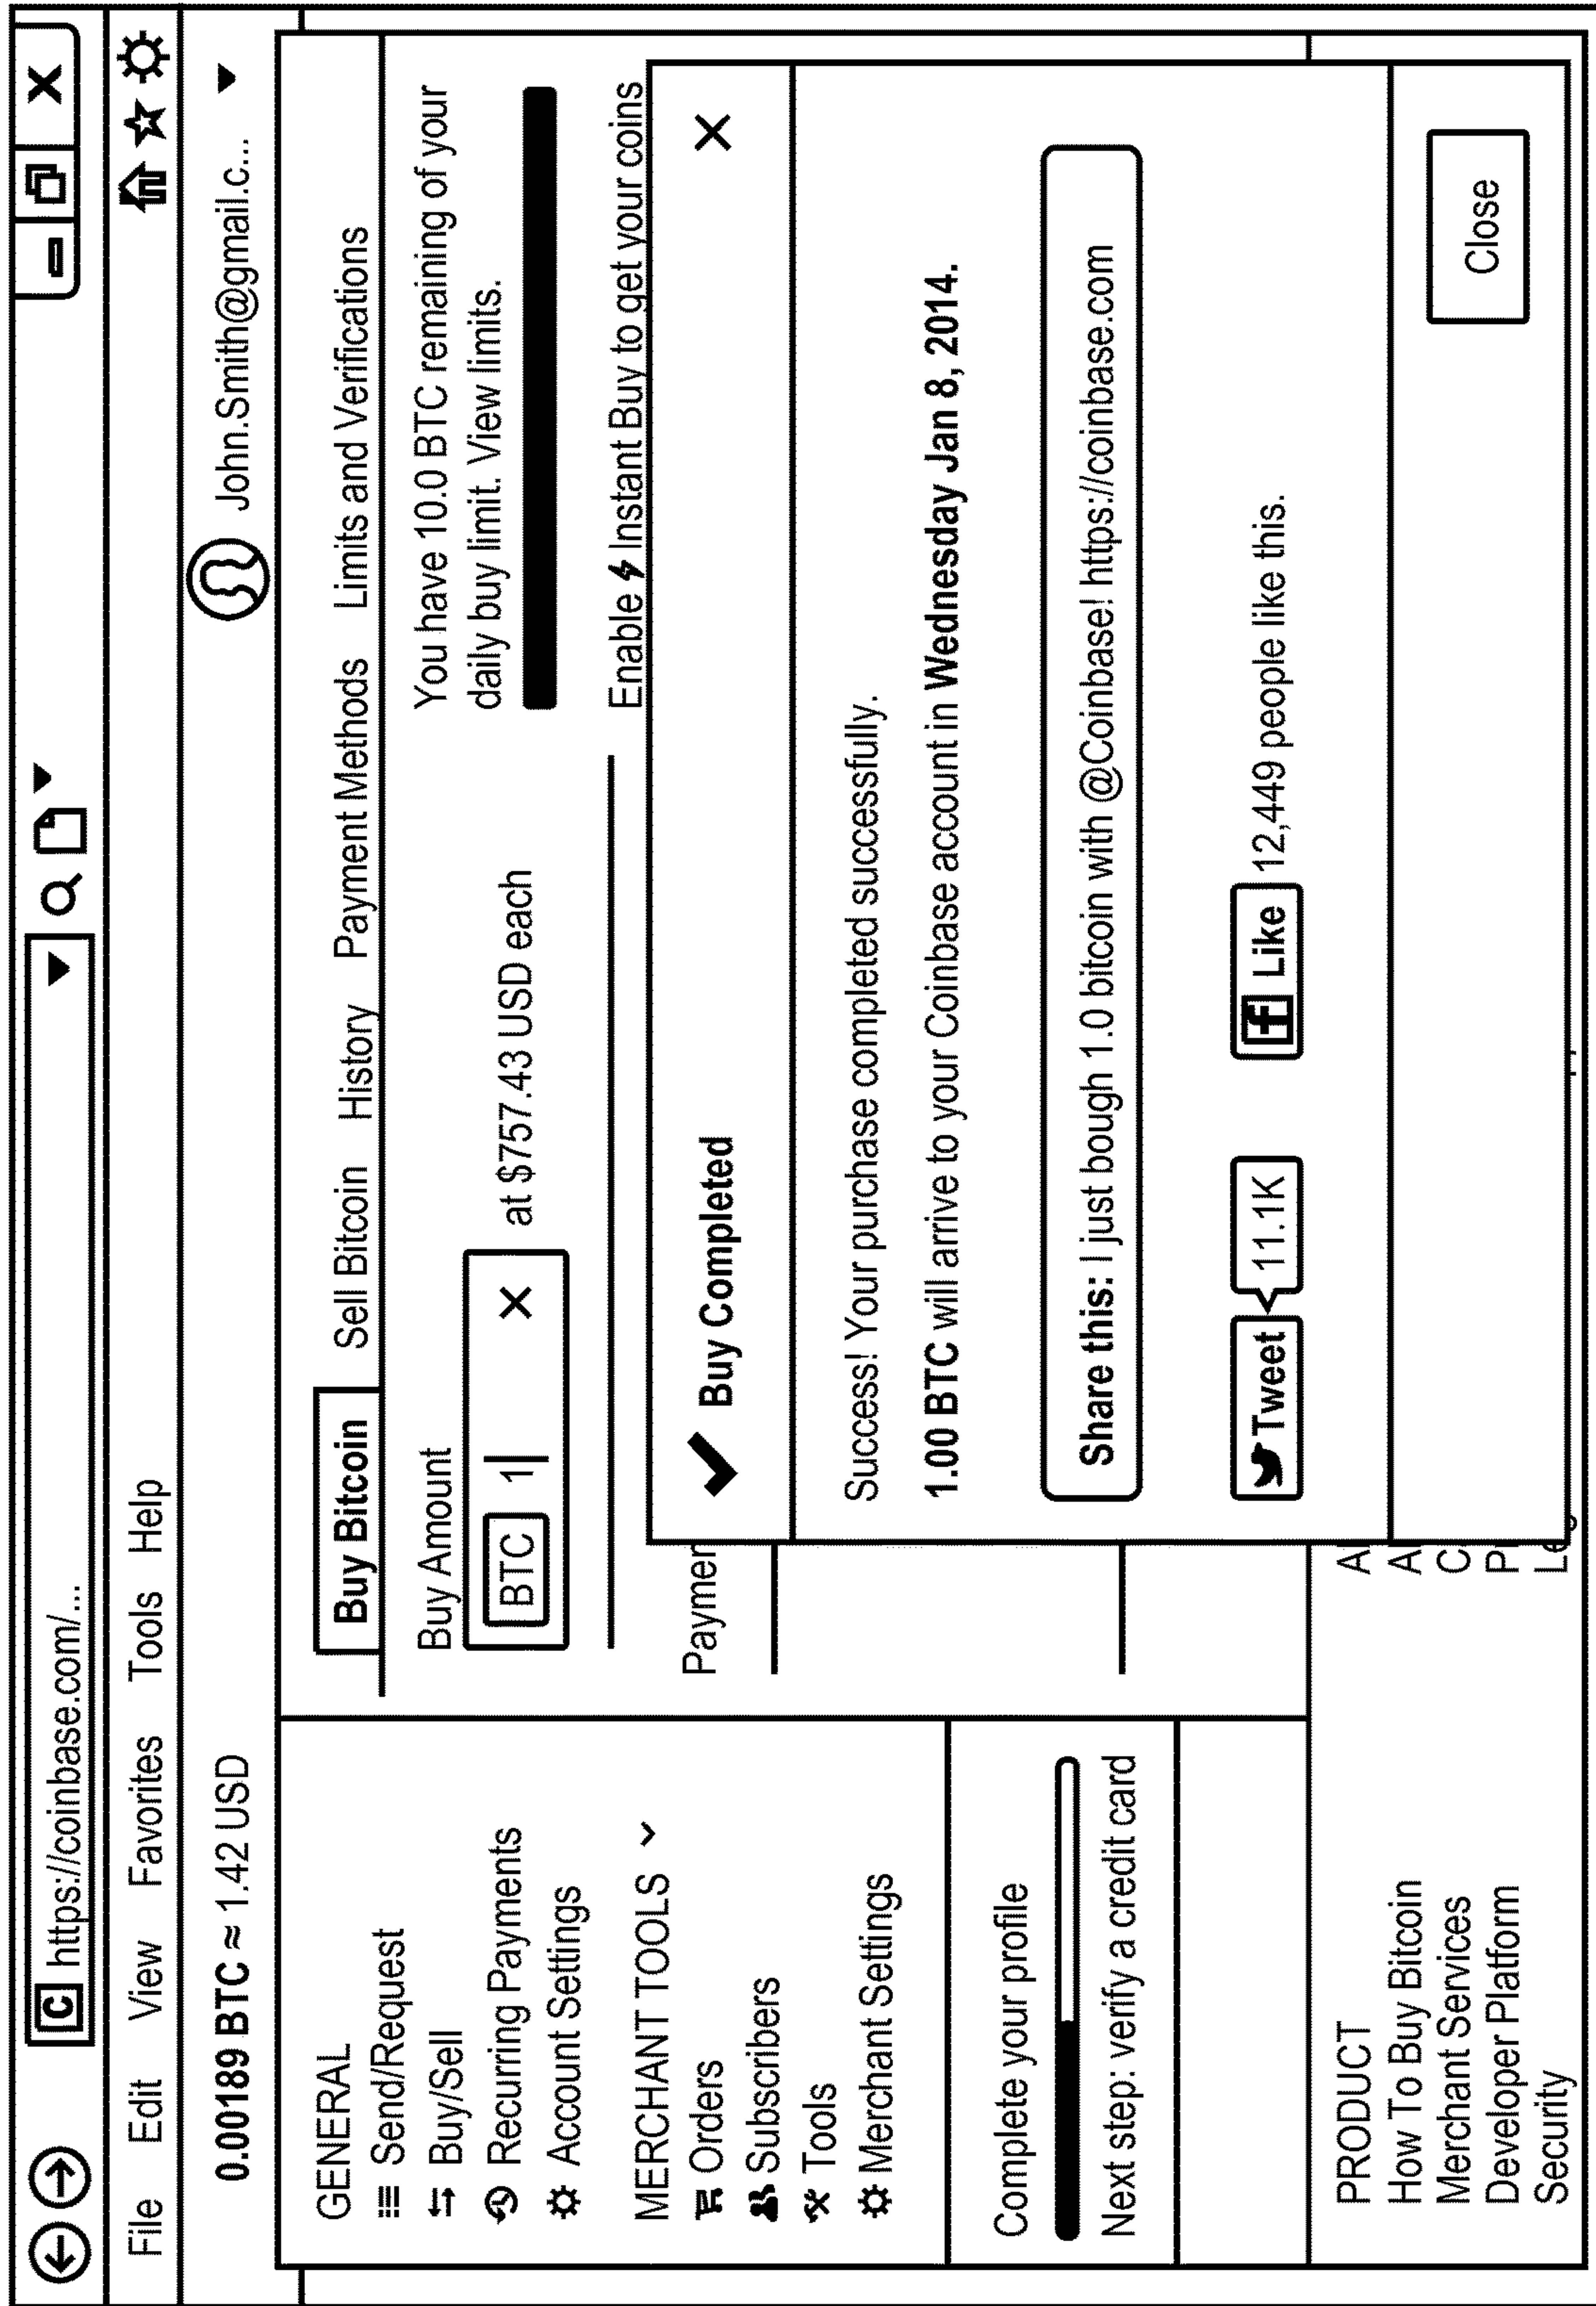 C https://coinbase.com/...
File Edit View Favorites Tools Help
0.00189 BTC ≈ 1.42 USD
John.Smith@gmail.c...
GENERAL
Send/Request
Buy/Sell
Recurring Payments
Account Settings
MERCHANT TOOLS
Orders
Subscribers
Tools
Merchant Settings
Complete your profile
Next step: verify a credit card
Buy Bitcoin Sell Bitcoin History Payment Methods Limits and Verifications
Buy Amount
BTC 1 at $757.43 USD each
You have 10.0 BTC remaining of your
daily buy limit. View limits.
Enable Instant Buy to get your coins
Paymer
Buy Completed
Success! Your purchase completed successfully.
1.00 BTC will arrive to your Coinbase account in Wednesday Jan 8, 2014.
Share this: I just bough 1.0 bitcoin with @Coinbase! https://coinbase.com
Tweet 11.1K f Like 12,449 people like this.
Close
PRODUCT
How To Buy Bitcoin
Merchant Services
Developer Platform
Security
A
A
C
P
Le